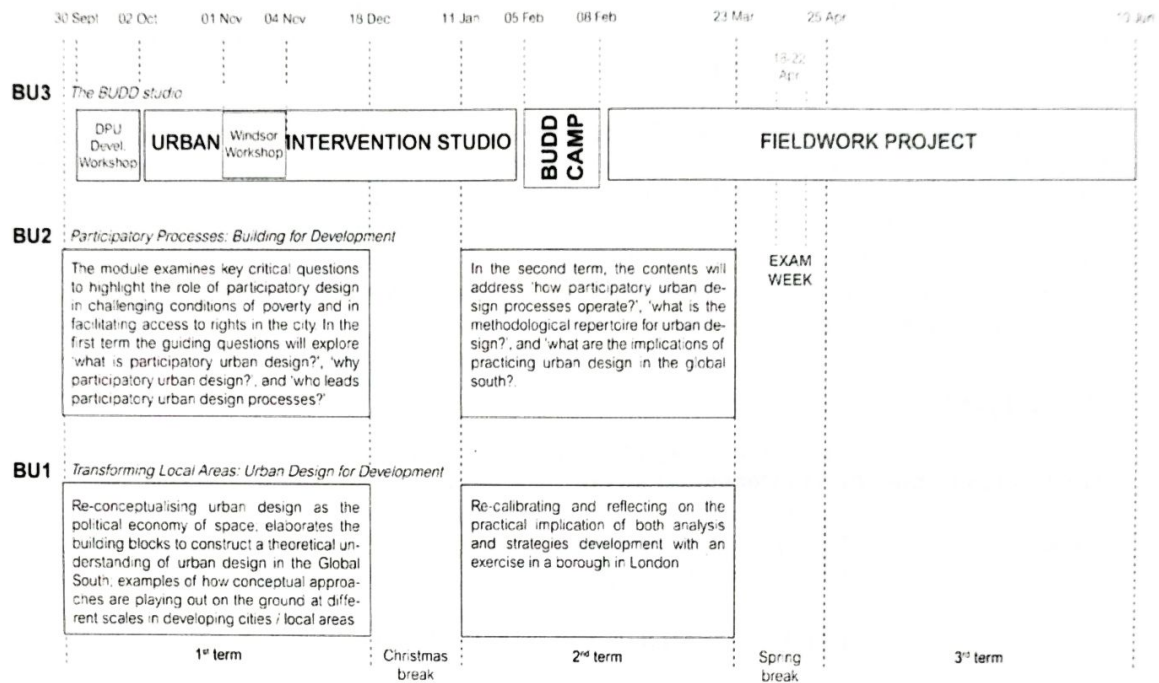 30 Sept 02 Oct 01 Nov 04 Nov 18 Dec 11 Jan 05 Feb 08 Feb 23 Mar 25 Apr 10 Jun
18-22
Apr
BU3 The BUDD studio
DPU
Devel.
Workshop
URBAN
Windsor
Workshop
INTERVENTION STUDIO
BUDD
CAMP
FIELDWORK PROJECT
BU2 Participatory Processes: Building for Development
The module examines key critical questions
to highlight the role of participatory design
in challenging conditions of poverty and in
facilitating access to rights in the city. In the
first term the guiding questions will explore
'what is participatory urban design?', 'why
participatory urban design?', and 'who leads
participatory urban design processes?'
In the second term, the contents will
address 'how participatory urban de-
sign processes operate?', 'what is the
methodological repertoire for urban de-
sign?', and 'what are the implications of
practicing urban design in the global
south?.
EXAM
WEEK
BU1 Transforming Local Areas: Urban Design for Development
Re-conceptualising urban design as the
political economy of space, elaborates the
building blocks to construct a theoretical un-
derstanding of urban design in the Global
South; examples of how conceptual approa-
ches are playing out on the ground at diffe-
rent scales in developing cities / local areas
Re-calibrating and reflecting on the
practical implication of both analysis
and strategies development with an
exercise in a borough in London
1st term
Christmas
break
2nd term
Spring
break
3rd term